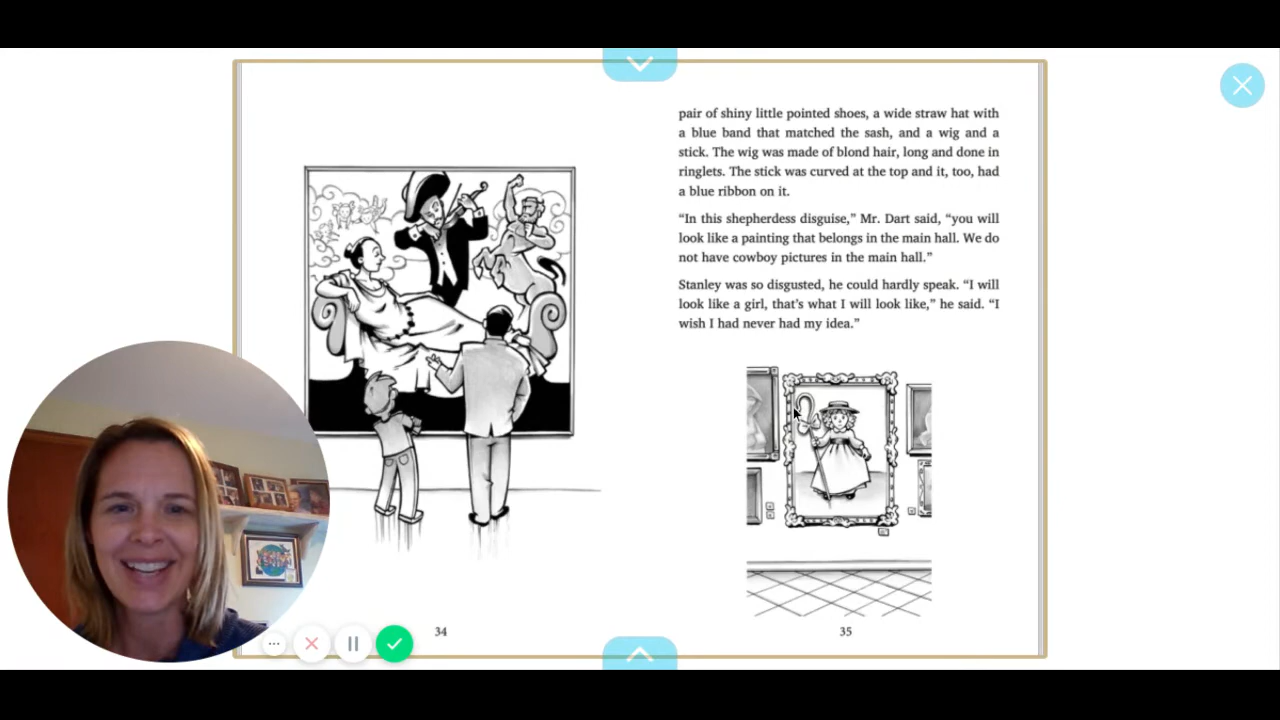 pair of shiny little pointed shoes, a wide straw hat with
a blue band that matched the sash, and a wig and a
stick. The wig was made of blond hair, long and done in
ringlets. The stick was curved at the top and it, too, had
a blue ribbon on it.
“In this shepherdess disguise,” Mr. Dart said, “you will
look like a painting that belongs in the main hall. We do
not have cowboy pictures in the main hall.”
Stanley was so disgusted, he could hardly speak. “I will
look like a girl, that’s what I will look like,” he said. “I
wish I had never had my idea.”
34
35